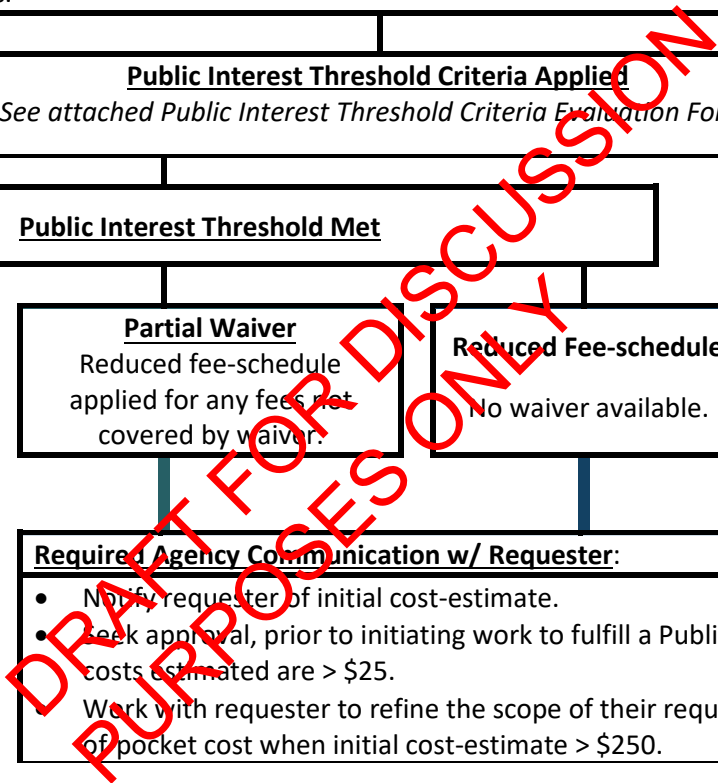 Public Interest Threshold Criteria Applied
See attached Public Interest Threshold Criteria Evaluation For
Public Interest Threshold Met
Partial Waiver
Reduced fee-schedule
applied for any fees not
covered by waiver.
Reduced Fee-schedule
No waiver available.
Required Agency Communication w/ Requester:
• Notify requester of initial cost-estimate.
• Seek approval, prior to initiating work to fulfill a Publi
costs estimated are > $25.
• Work with requester to refine the scope of their requ
of pocket cost when initial cost-estimate > $250.
DRAFT FOR DISCUSSION
PURPOSES ONLY